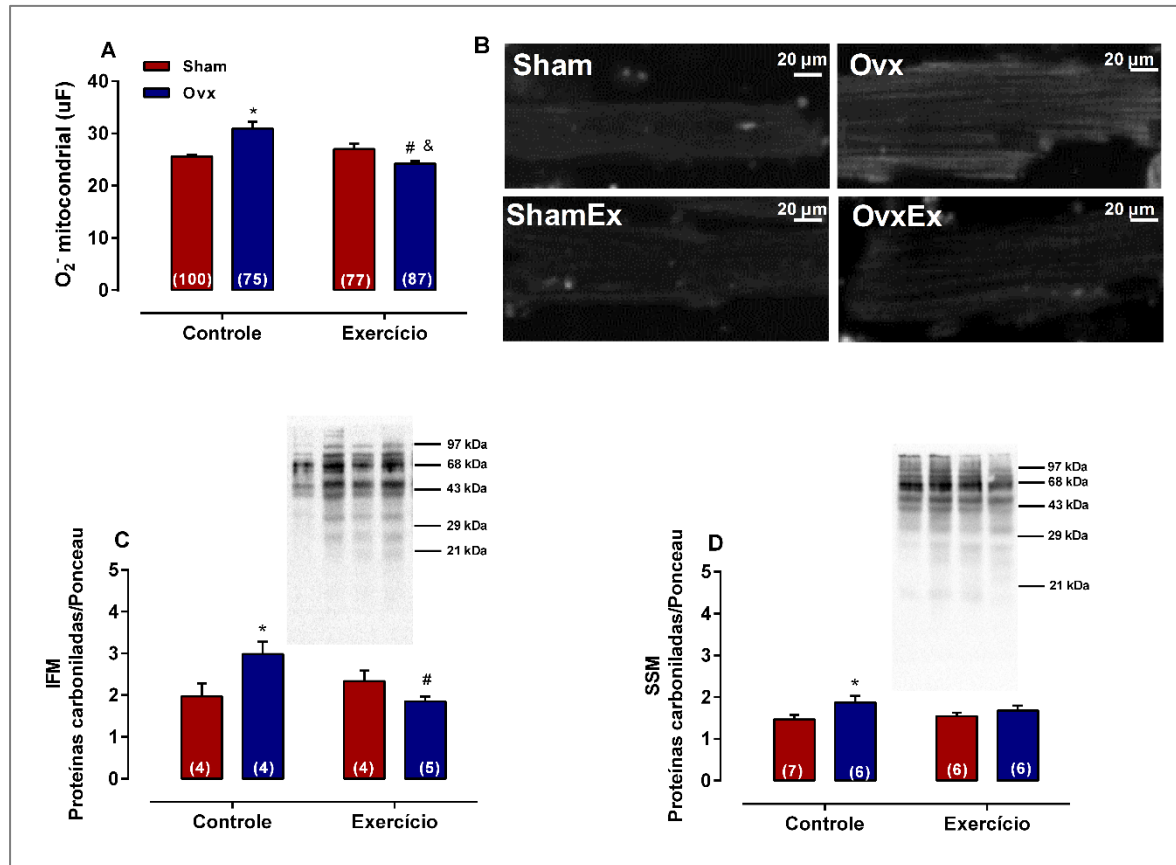 A
Sham
Ovx
O₂⁻ mitocondrial (uF)
40
30
20
10
0
*
# &
(100)
(75)
(77)
(87)
Controle
Exercício
B
Sham
20 µm
Ovx
20 µm
ShamEx
20 µm
OvxEx
20 µm
C
97 kDa
68 kDa
43 kDa
29 kDa
21 kDa
IFM
Proteínas carboniladas/Ponceau
5
4
3
2
1
0
*
#
(4)
(4)
(4)
(5)
Controle
Exercício
D
97 kDa
68 kDa
43 kDa
29 kDa
21 kDa
SSM
Proteínas carboniladas/Ponceau
5
4
3
2
1
0
*
(7)
(6)
(6)
(6)
Controle
Exercício